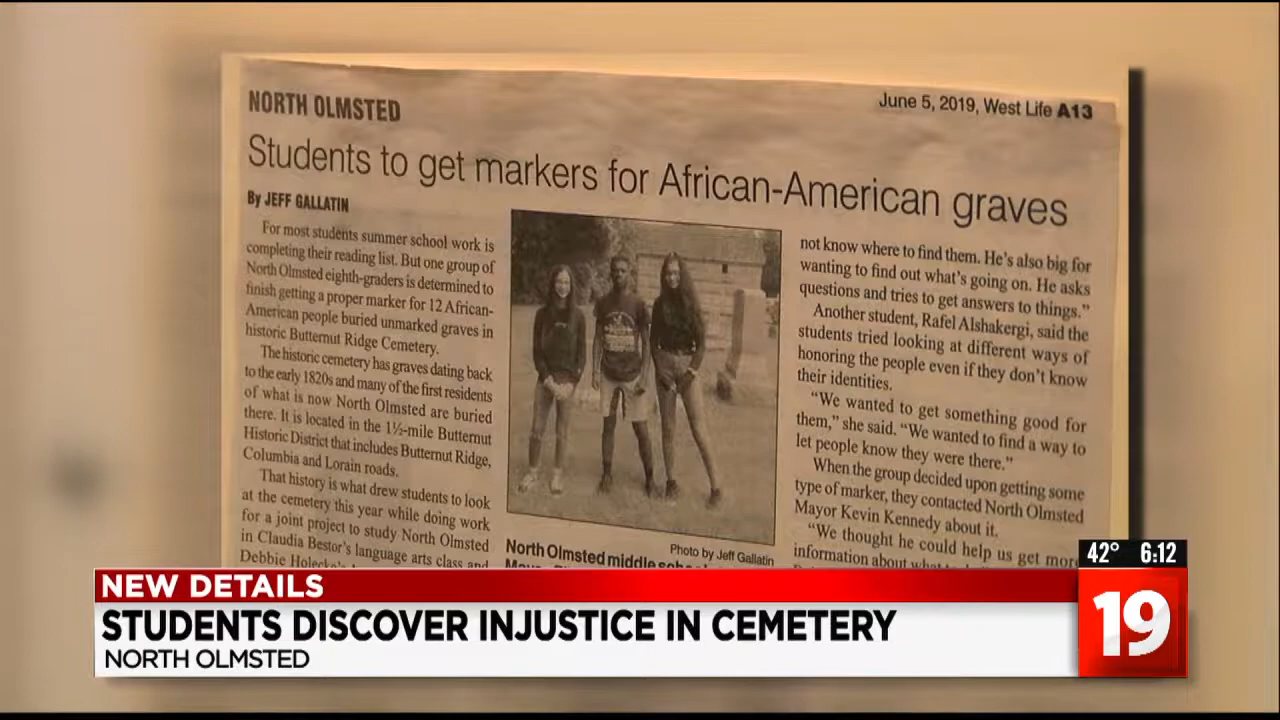 NORTH OLMSTED
June 5, 2019, West Life A13
Students to get markers for African-American graves
By JEFF GALLATIN
For most students summer school work is
completing their reading list. But one group of
North Olmsted eighth-graders is determined to
finish getting a proper marker for 12 African-
American people buried unmarked graves in
historic Butternut Ridge Cemetery.
The historic cemetery has graves dating back
to the early 1820s and many of the first residents
of what is now North Olmsted are buried
there. It is located in the 1½-mile Butternut
Historic District that includes Butternut Ridge,
Columbia and Lorain roads.
That history is what drew students to look
at the cemetery this year while doing work
for a joint project to study North Olmsted
in Claudia Bestor's language arts class and
Debbie
Photo by Jeff Gallatin
North Olmsted middle
not know where to find them. He's also big for
wanting to find out what's going on. He asks
questions and tries to get answers to things."
Another student, Rafel Alshakergi, said the
students tried looking at different ways of
honoring the people even if they don't know
their identities.
"We wanted to get something good for
them," she said. "We wanted to find a way to
let people know they were there."
When the group decided upon getting some
type of marker, they contacted North Olmsted
Mayor Kevin Kennedy about it.
"We thought he could help us get more
information about
42° 6:12
NEW DETAILS
STUDENTS DISCOVER INJUSTICE IN CEMETERY
NORTH OLMSTED
19